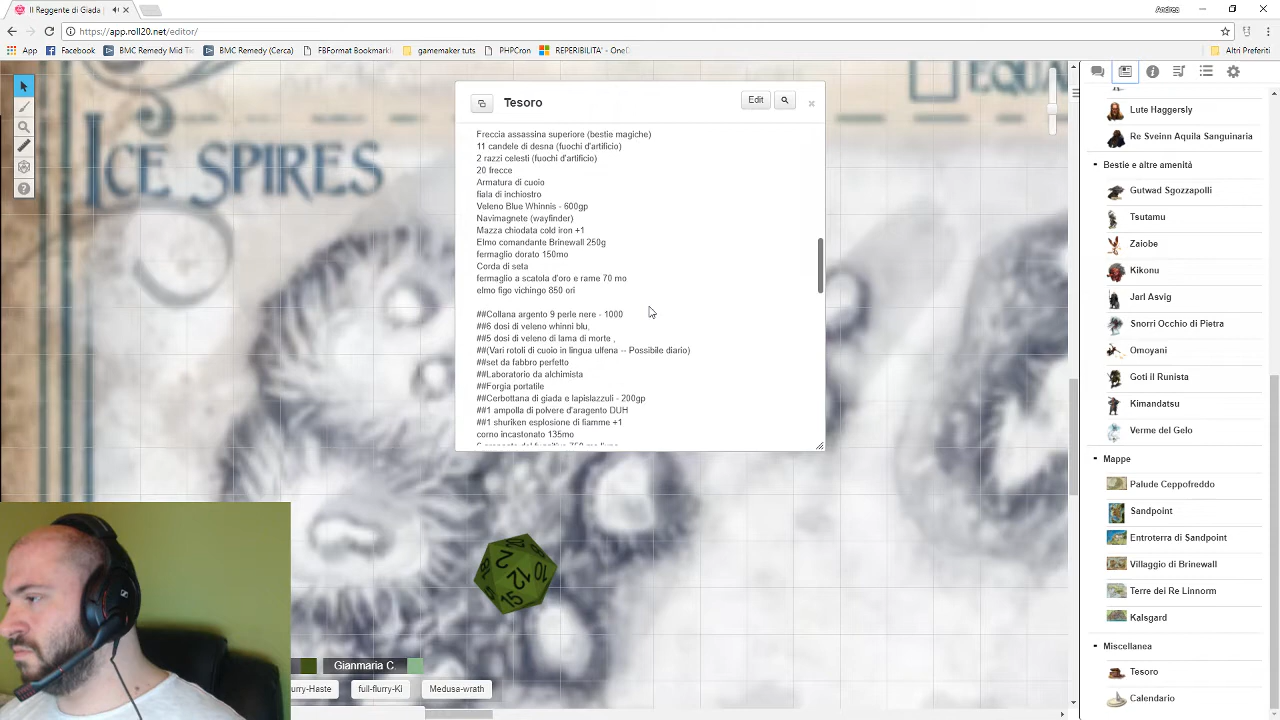 Il Reggente di Giada
Andrea
https://app.roll20.net/editor/
App
Facebook
BMC Remedy Mid T
BMC Remedy (Cerca)
FBFormat Bookmarkl
gamemaker tuts
PHPCron
REPERIBILITA' - OneD
Altri Preferiti
ICE SPIRES
Tesoro
Edit
Freccia assassina superiore (bestie magiche)
11 candele di desna (fuochi d'artificio)
2 razzi celesti (fuochi d'artificio)
20 frecce
Armatura di cuoio
fiala di inchiostro
Veleno Blue Whinnis - 600gp
Navimagnete (wayfinder)
Mazza chiodata cold iron +1
Elmo comandante Brinewall 250g
fermaglio dorato 150mo
Corda di seta
fermaglio a scatola d'oro e rame 70 mo
elmo figo vichingo 850 ori
##Collana argento 9 perle nere - 1000
##6 dosi di veleno whinni blu,
##5 dosi di veleno di lama di morte ,
##(Vari rotoli di cuoio in lingua ulfena -- Possibile diario)
##set da fabbro perfetto
##Laboratorio da alchimista
##Forgia portatile
##Cerbottana di giada e lapislazzuli - 200gp
##1 ampolla di polvere d'aragento DUH
##1 shuriken esplosione di fiamme +1
corno incastonato 135mo
Lute Haggersly
Re Sveinn Aquila Sanguinaria
Bestie e altre amenità
Gutwad Sgozzapolli
Tsutamu
Zaiobe
Kikonu
Jarl Asvig
Snorri Occhio di Pietra
Omoyani
Goti il Runista
Kimandatsu
Verme del Gelo
Mappe
Palude Ceppofreddo
Sandpoint
Entroterra di Sandpoint
Villaggio di Brinewall
Terre dei Re Linnorm
Kalsgard
Miscellanea
Tesoro
Calendario
2
12
10
15
18
Gianmaria C.
urry-Haste
full-flurry-Ki
Medusa-wrath